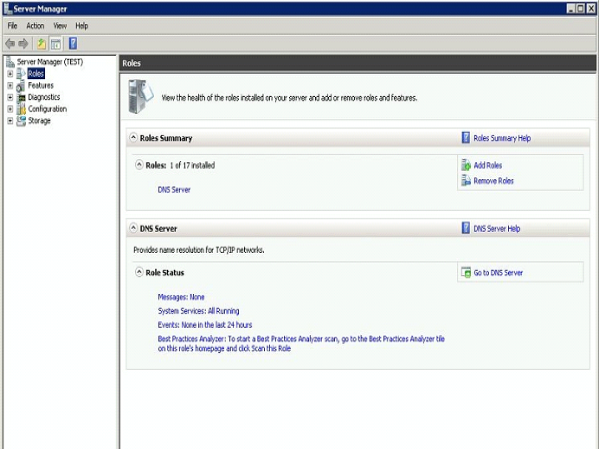 Server Manager
File Action View Help
Server Manager (TEST)
Roles
Features
Diagnostics
Configuration
Storage
Roles
View the health of the roles installed on your server and add or remove roles and features.
Roles Summary
Roles Summary Help
Roles: 1 of 17 installed
Add Roles
Remove Roles
DNS Server
DNS Server
DNS Server Help
Provides name resolution for TCP/IP networks.
Role Status
Go to DNS Server
Messages: None
System Services: All Running
Events: None in the last 24 hours
Best Practices Analyzer: To start a Best Practices Analyzer scan, go to the Best Practices Analyzer tile
on this role's homepage and click Scan this Role